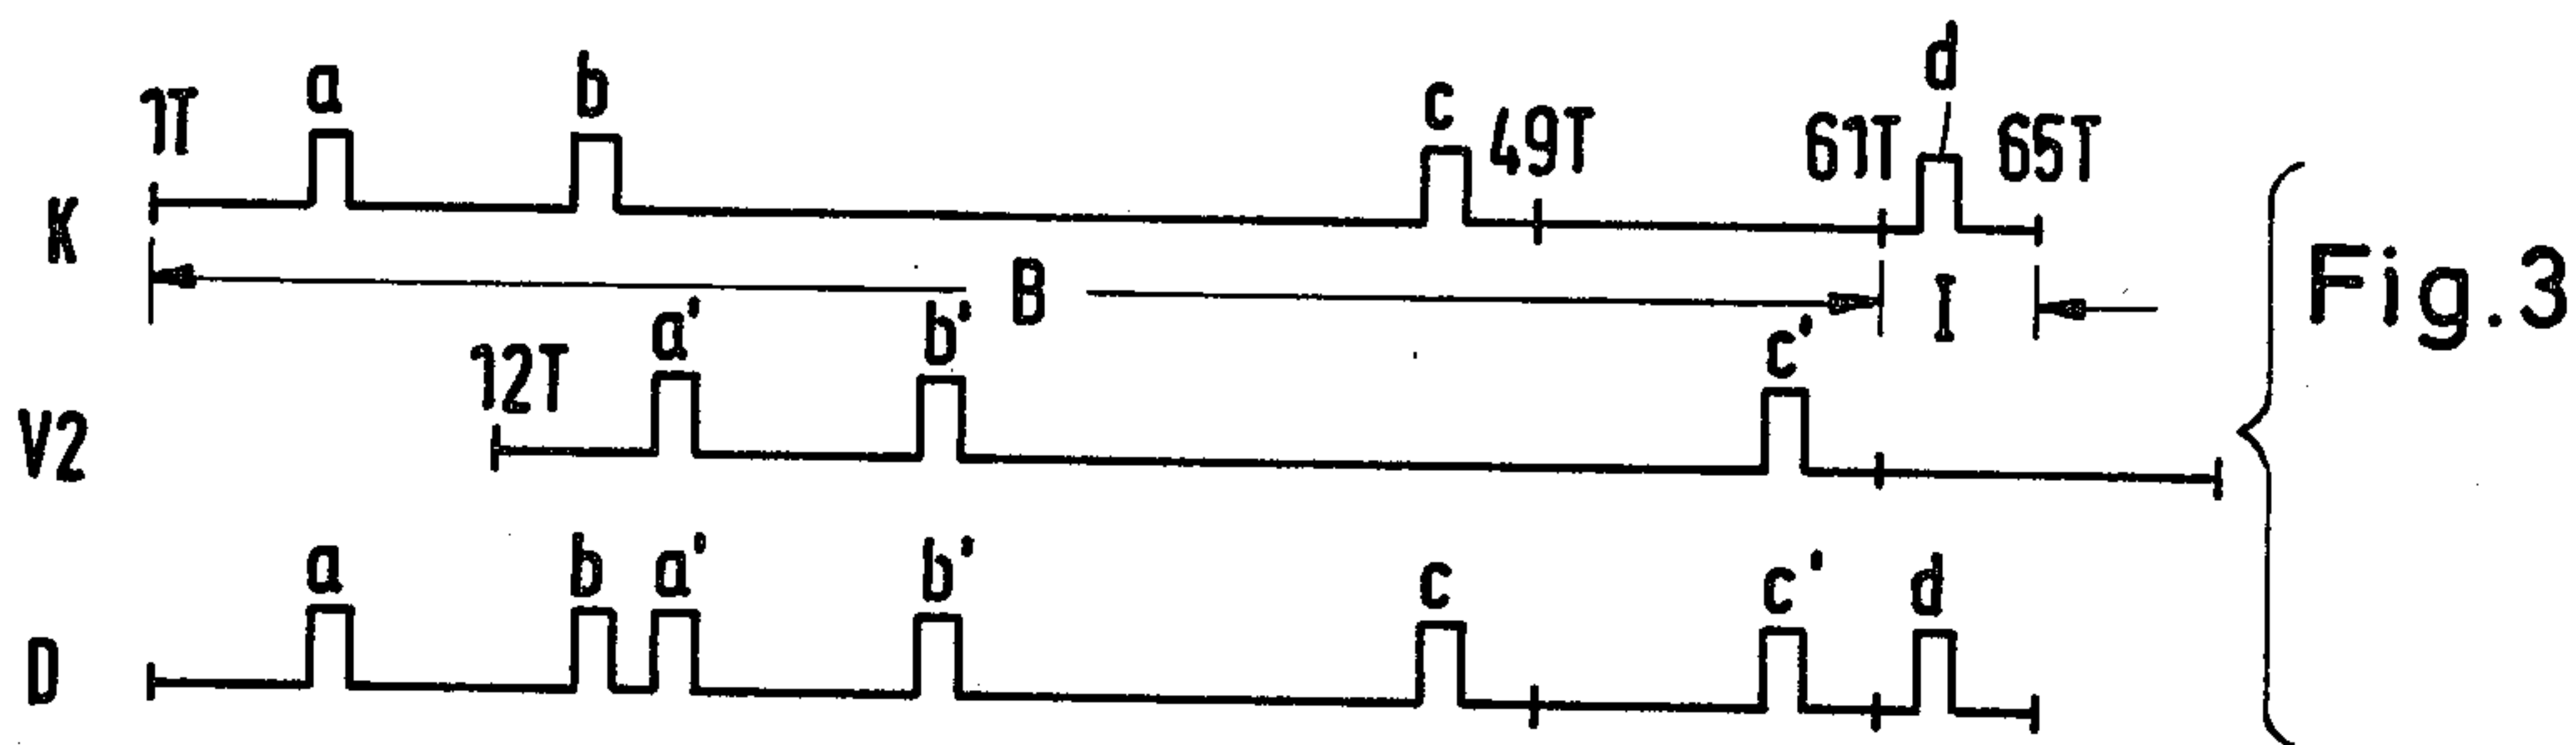 1T a b c 49T 61T d 65T
K
B I
12T a' b' c'
V2
a b a' b' c c' d
D
Fig.3